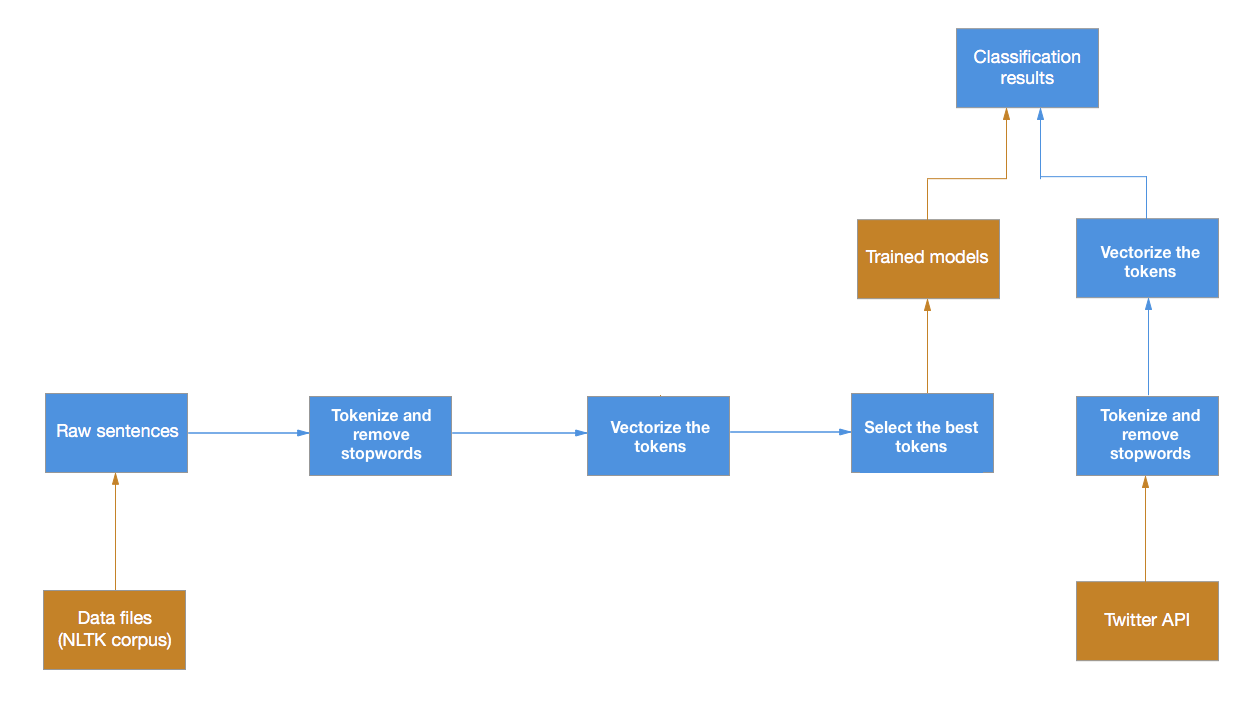 Classification
results
Trained models
Vectorize the
tokens
Raw sentences
Tokenize and
remove
stopwords
Vectorize the
tokens
Select the best
tokens
Tokenize and
remove
stopwords
Data files
(NLTK corpus)
Twitter API